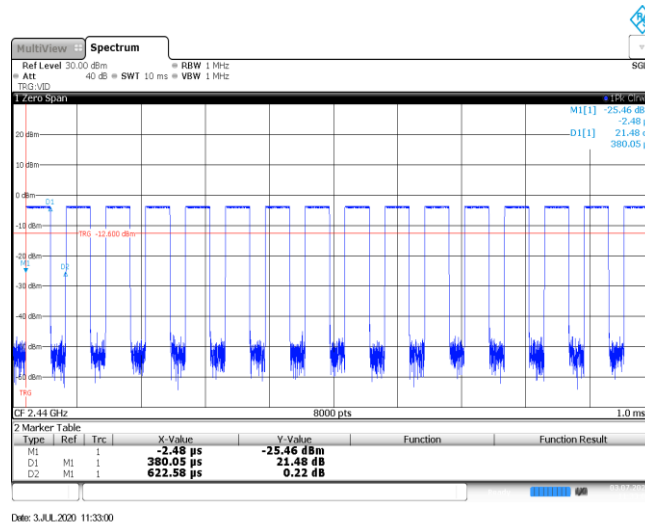 MultiView Spectrum
Ref Level 30.00 dBm RBW 1 MHz SGL
Att 40 dB SWT 10 ms VBW 1 MHz
TRG:VID
1 Zero Span 1Pk Clrw
M1[1] -25.46 dB
-2.48 µ
D1[1] 21.48 d
380.05 µ
20 dBm
10 dBm
0 dBm
D1
-10 dBm
TRG -12.600 dBm
-20 dBm
M1
D2
-30 dBm
-40 dBm
-50 dBm
-60 dBm
TRG
CF 2.44 GHz 8000 pts 1.0 ms
2 Marker Table
Type Ref Trc X-Value Y-Value Function Function Result
M1 1 -2.48 µs -25.46 dBm
D1 M1 1 380.05 µs 21.48 dB
D2 M1 1 622.58 µs 0.22 dB
Date: 3.JUL.2020 11:33:00